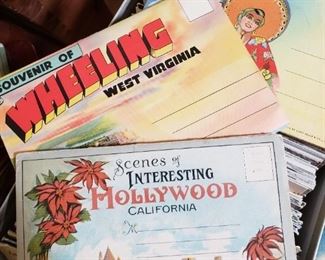 SOUVENIR OF
WHEELING
WEST VIRGINIA
Scenes of
INTERESTING
HOLLYWOOD
CALIFORNIA
M